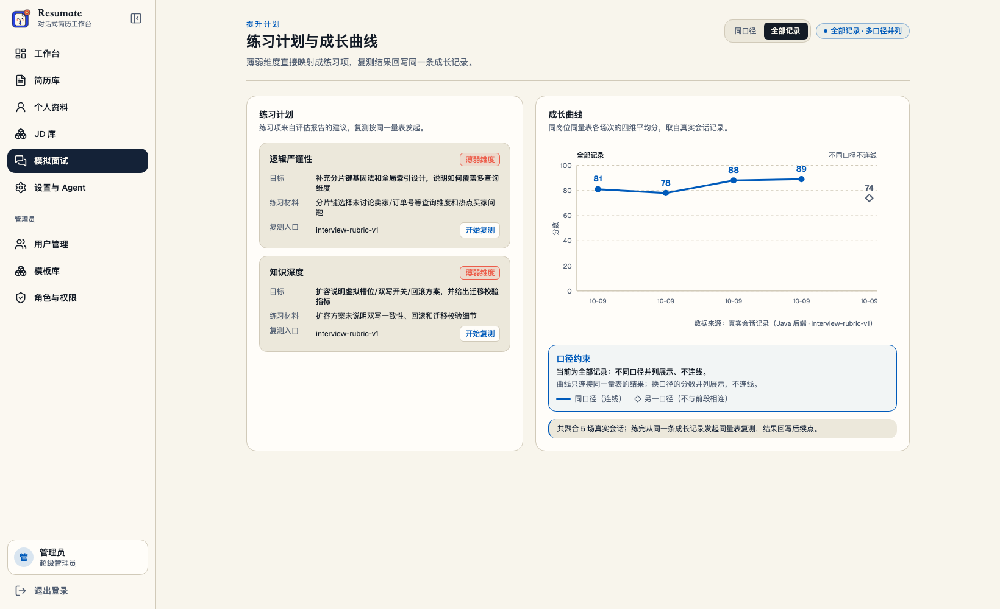 Resumate
对话式简历工作台
工作台
简历库
个人资料
JD 库
模拟面试
设置与 Agent
管理员
用户管理
模板库
角色与权限
管
管理员
超级管理员
退出登录
提升计划
练习计划与成长曲线
薄弱维度直接映射成练习项，复测结果回写同一条成长记录。
同口径
全部记录
全部记录 · 多口径并列
练习计划
练习项来自评估报告的建议，复测按同一量表发起。
逻辑严谨性
薄弱维度
目标
补充分片键基因法和全局索引设计，说明如何覆盖多查询
维度
练习材料
分片键选择未讨论卖家/订单号等查询维度和热点买家问
题
复测入口
interview-rubric-v1
开始复测
知识深度
薄弱维度
目标
扩容说明虚拟槽位/双写开关/回滚方案，并给出迁移校验
指标
练习材料
扩容方案未说明双写一致性、回滚和迁移校验细节
复测入口
interview-rubric-v1
开始复测
成长曲线
同岗位同量表各场次的四维平均分，取自真实会话记录。
全部记录
不同口径不连线
分数
100
80
60
40
20
0
81
78
88
89
74
10-09
10-09
10-09
10-09
10-09
数据来源：真实会话记录（Java 后端 · interview-rubric-v1）
口径约束
当前为全部记录：不同口径并列展示、不连线。
曲线只连接同一量表的结果；换口径的分数并列展示，不连线。
同口径（连线）
另一口径（不与前段相连）
共聚合 5 场真实会话；练完从同一条成长记录发起同量表复测，结果回写后续点。